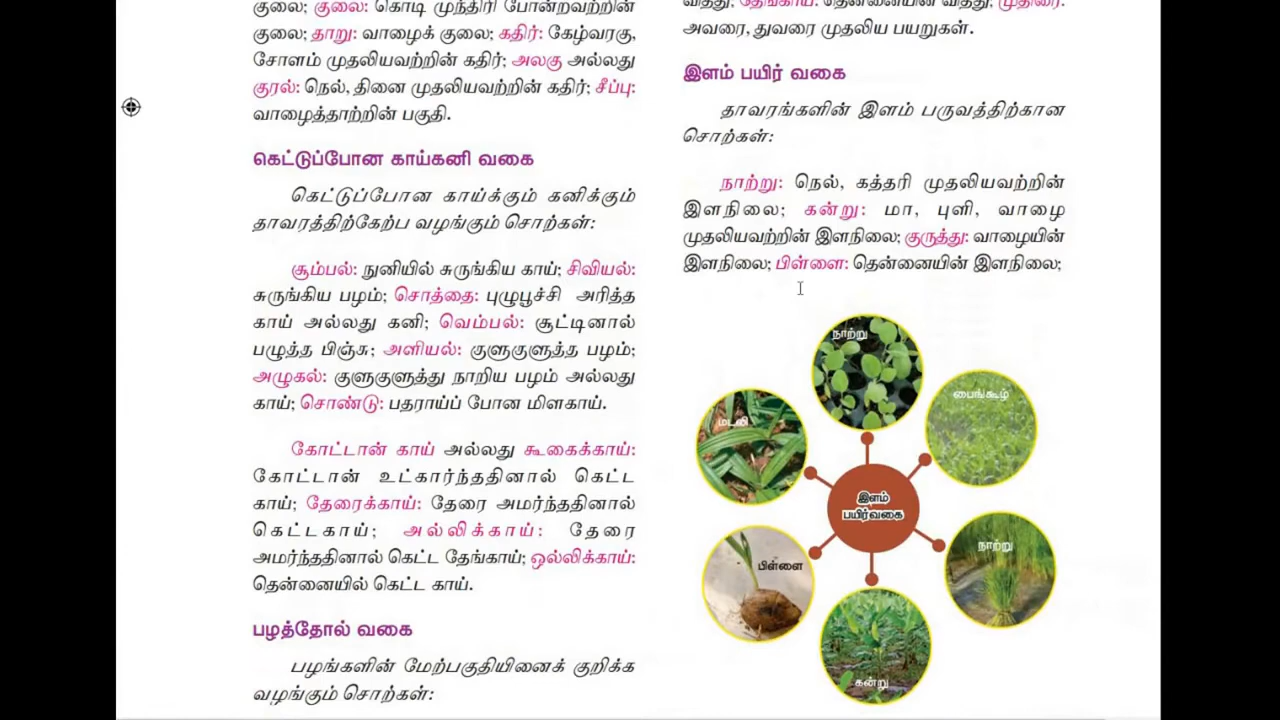 குலை; குலை: கொடி முந்திரி போன்றவற்றின்
குலை; தாறு: வாழைக் குலை; கதிர்: கேழ்வரகு,
சோளம் முதலியவற்றின் கதிர்; அலகு அல்லது
குரல்: நெல், தினை முதலியவற்றின் கதிர்; சீப்பு:
வாழைத்தாற்றின் பகுதி.
கெட்டுப்போன காய்கனி வகை
கெட்டுப்போன காய்க்கும் கனிக்கும்
தாவரத்திற்கேற்ப வழங்கும் சொற்கள்:
சூம்பல்: நுனியில் சுருங்கிய காய்; சிவியல்:
சுருங்கிய பழம்; சொத்தை: புழுபூச்சி அரித்த
காய் அல்லது கனி; வெம்பல்: சூட்டினால்
பழுத்த பிஞ்சு; அளியல்: குளுகுளுத்த பழம்;
அழுகல்: குளுகுளுத்து நாறிய பழம் அல்லது
காய்; சொண்டு: பதராய்ப் போன மிளகாய்.
கோட்டான் காய் அல்லது கூகைக்காய்:
கோட்டான் உட்கார்ந்ததினால் கெட்ட
காய்; தேரைக்காய்: தேரை அமர்ந்ததினால்
கெட்டகாய்; அல்லிக்காய்: தேரை
அமர்ந்ததினால் கெட்ட தேங்காய்; ஒல்லிக்காய்:
தென்னையில் கெட்ட காய்.
பழத்தோல் வகை
பழங்களின் மேற்பகுதியினைக் குறிக்க
வழங்கும் சொற்கள்:
வித்து; தேங்காய்: தென்னையின் வித்து; முதிரை:
அவரை, துவரை முதலிய பயறுகள்.
இளம் பயிர் வகை
தாவரங்களின் இளம் பருவத்திற்கான
சொற்கள்:
நாற்று: நெல், கத்தரி முதலியவற்றின்
இளநிலை; கன்று: மா, புளி, வாழை
முதலியவற்றின் இளநிலை; குருத்து: வாழையின்
இளநிலை; பிள்ளை: தென்னையின் இளநிலை;
நாற்று
பைங்கூழ்
மடலி
இளம்
பயிர்வகை
நாற்று
பிள்ளை
கன்று